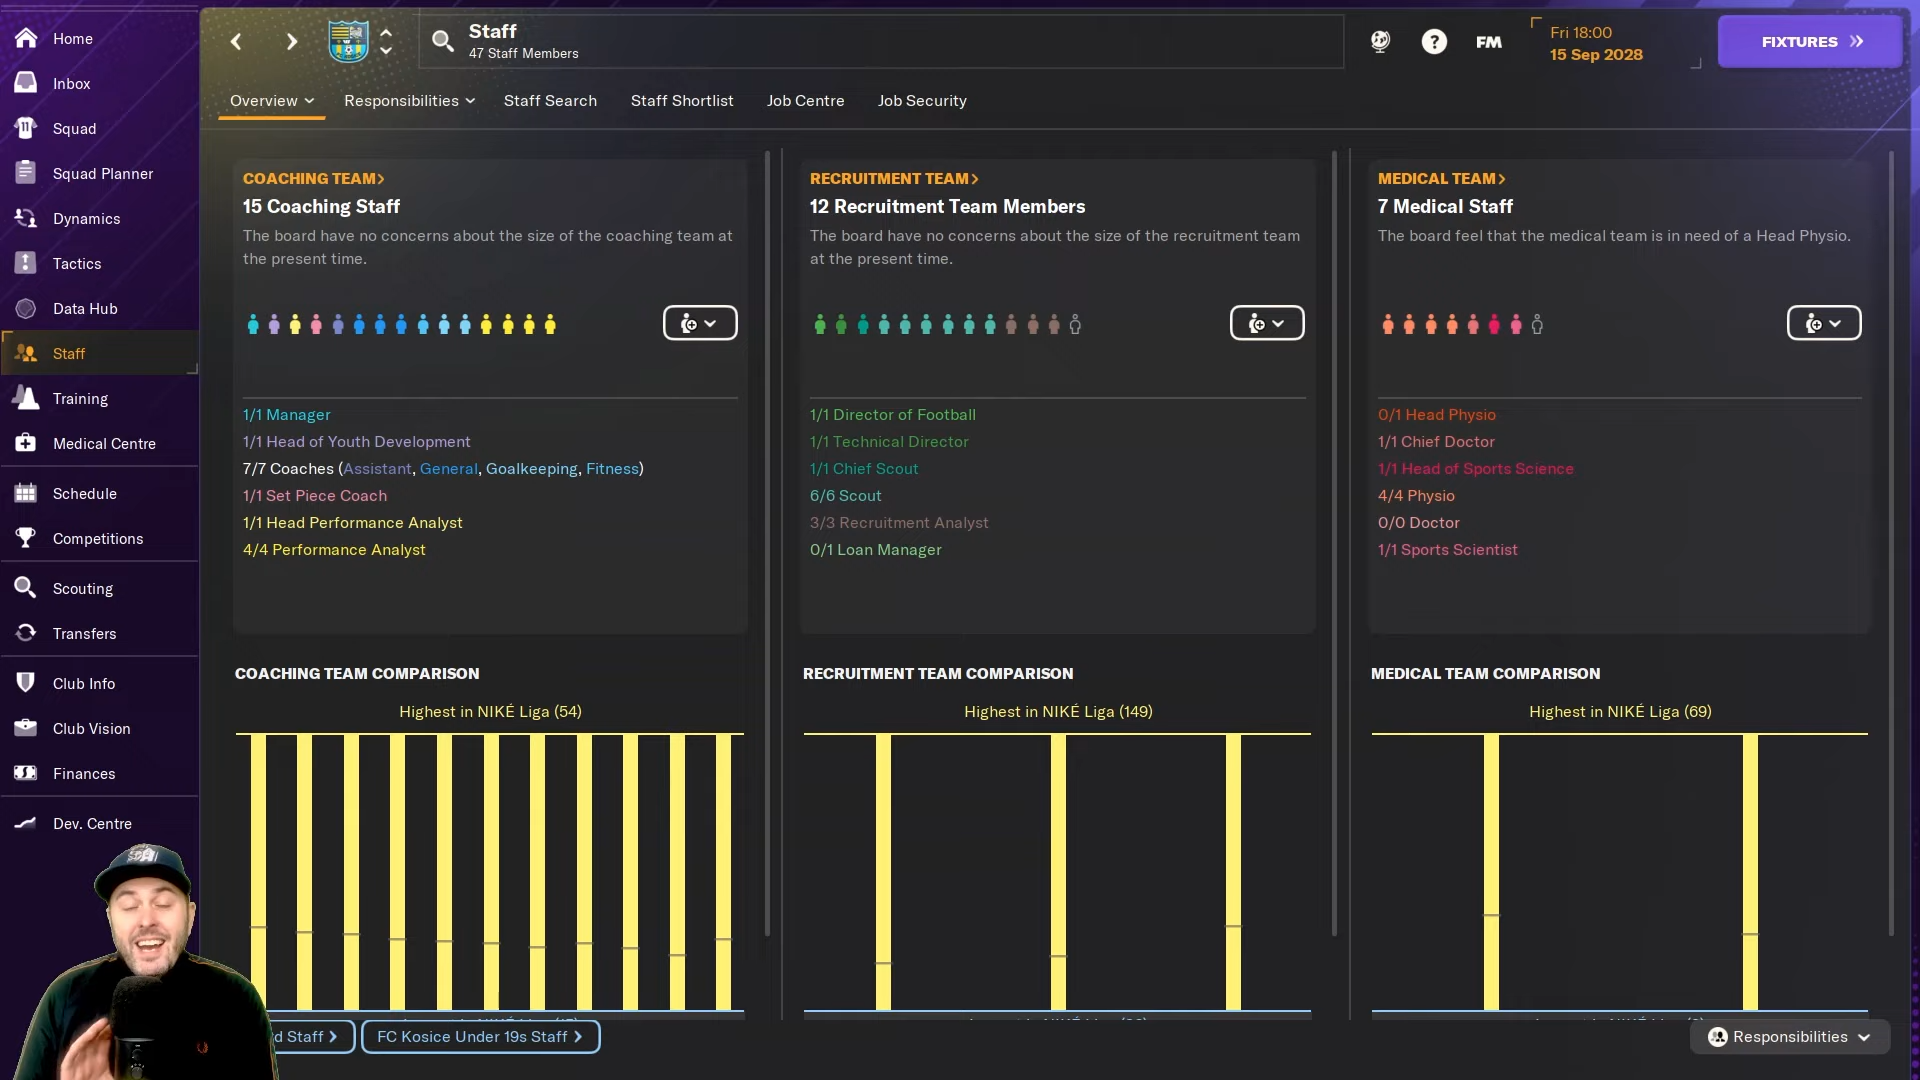 Home
Inbox
Squad
Squad Planner
Dynamics
Tactics
Data Hub
Staff
Training
Medical Centre
Schedule
Competitions
Scouting
Transfers
Club Info
Club Vision
Finances
Dev. Centre
Staff
47 Staff Members
FM
Fri 18:00
15 Sep 2028
FIXTURES
Overview Responsibilities Staff Search Staff Shortlist Job Centre Job Security
COACHING TEAM>
15 Coaching Staff
The board have no concerns about the size of the coaching team at
the present time.
1/1 Manager
1/1 Head of Youth Development
7/7 Coaches (Assistant, General, Goalkeeping, Fitness)
1/1 Set Piece Coach
1/1 Head Performance Analyst
4/4 Performance Analyst
RECRUITMENT TEAM>
12 Recruitment Team Members
The board have no concerns about the size of the recruitment team
at the present time.
1/1 Director of Football
1/1 Technical Director
1/1 Chief Scout
6/6 Scout
3/3 Recruitment Analyst
0/1 Loan Manager
MEDICAL TEAM>
7 Medical Staff
The board feel that the medical team is in need of a Head Physio.
0/1 Head Physio
1/1 Chief Doctor
1/1 Head of Sports Science
4/4 Physio
0/0 Doctor
1/1 Sports Scientist
COACHING TEAM COMPARISON
Highest in NIKÉ Liga (54)
RECRUITMENT TEAM COMPARISON
Highest in NIKÉ Liga (149)
MEDICAL TEAM COMPARISON
Highest in NIKÉ Liga (69)
Staff >
FC Kosice Under 19s Staff >
Responsibilities